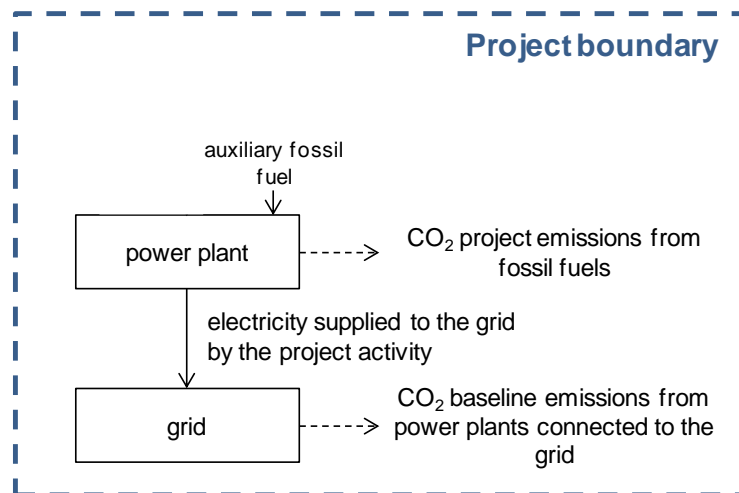 Project boundary
auxiliary fossil
fuel
power plant
CO₂ project emissions from
fossil fuels
electricity supplied to the grid
by the project activity
grid
CO₂ baseline emissions from
power plants connected to the
grid